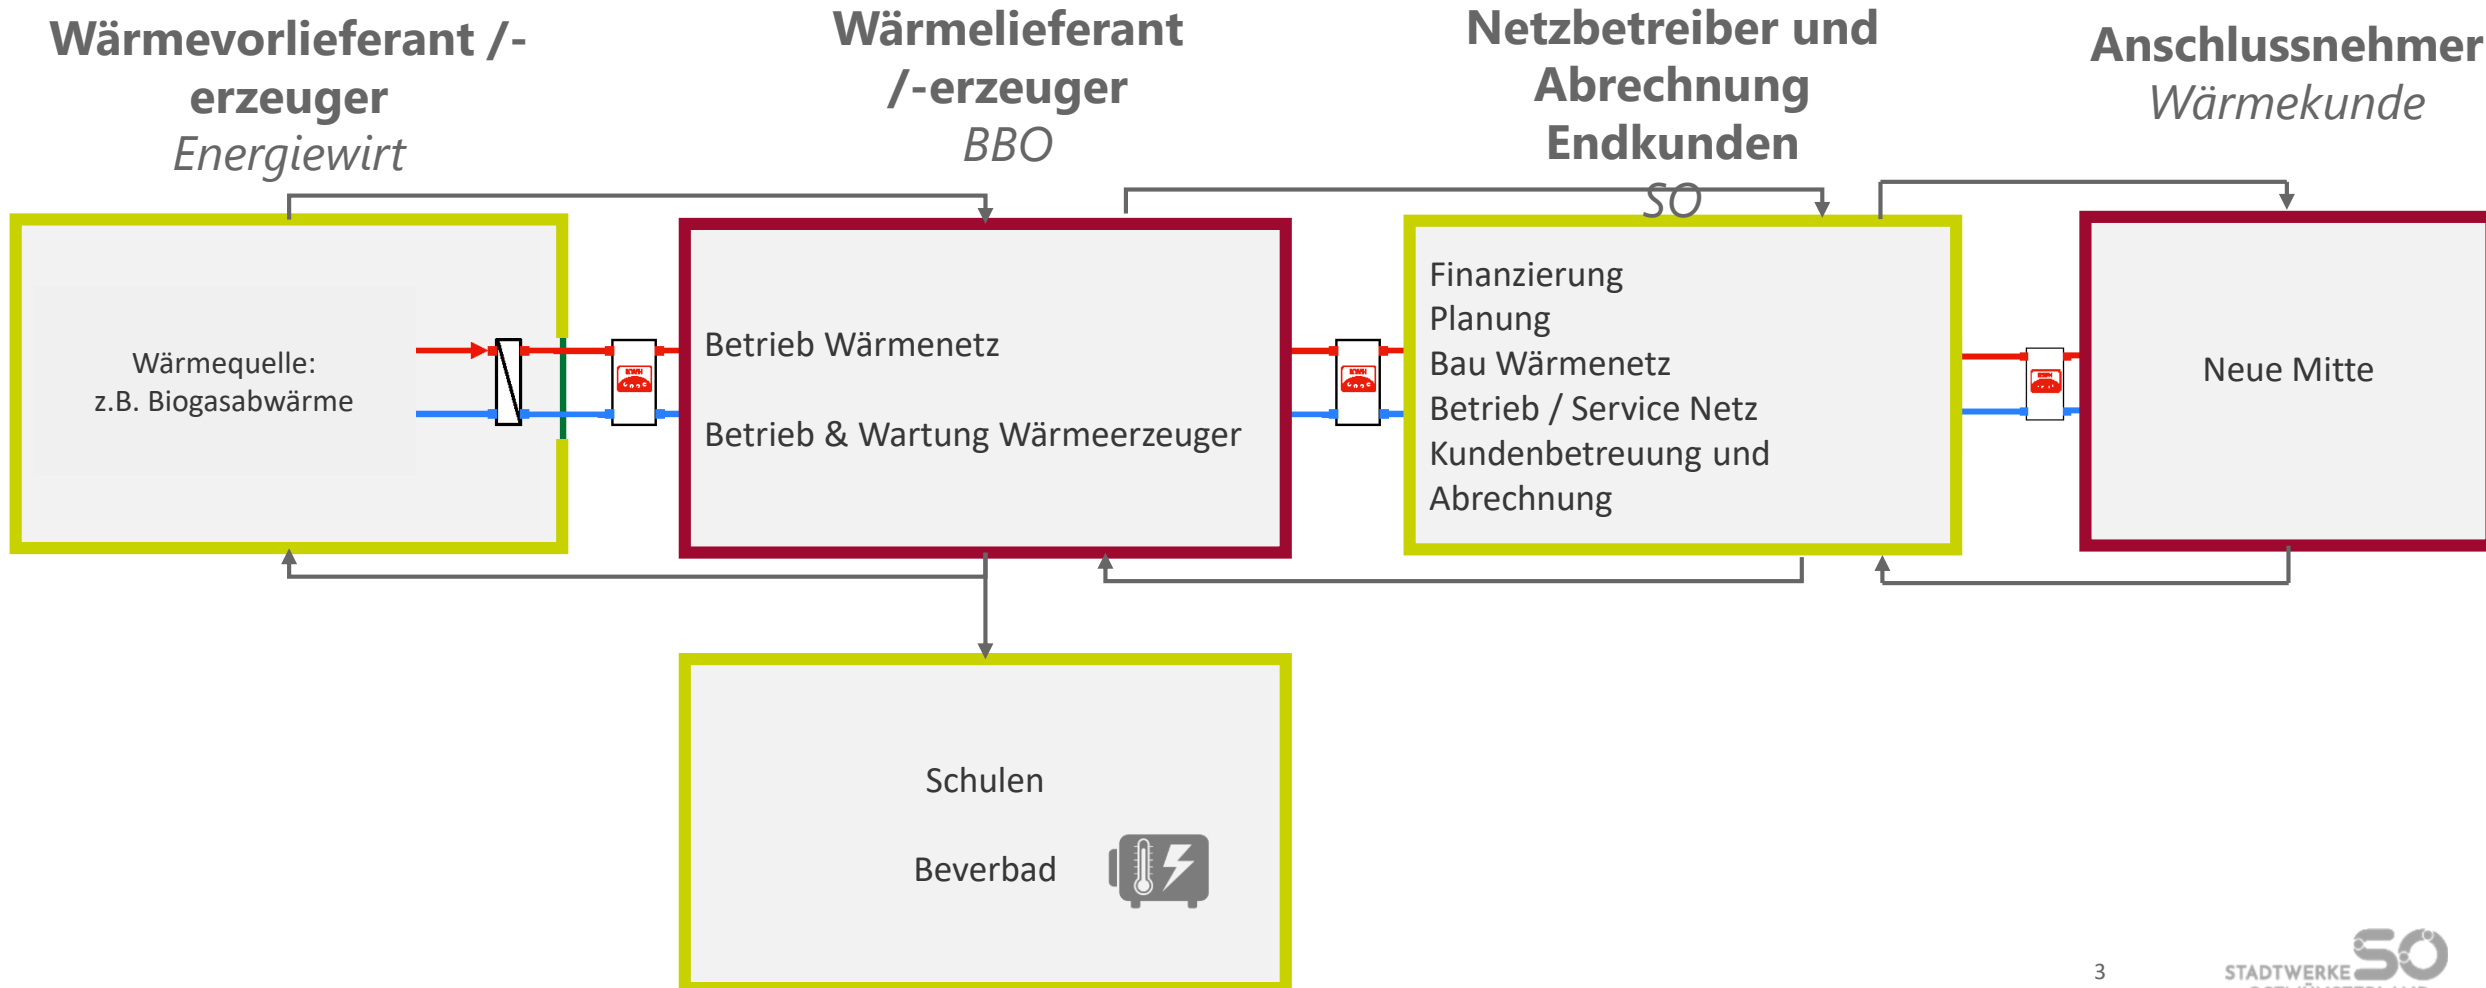 Wärmevorlieferant /-
erzeuger
Energiewirt
Wärmelieferant
/-erzeuger
BBO
Netzbetreiber und
Abrechnung
Endkunden
SO
Anschlussnehmer
Wärmekunde
Wärmequelle:
z.B. Biogasabwärme
Betrieb Wärmenetz
Betrieb & Wartung Wärmeerzeuger
Finanzierung
Planung
Bau Wärmenetz
Betrieb / Service Netz
Kundenbetreuung und
Abrechnung
Neue Mitte
Schulen
Beverbad
3
STADTWERKE SO
OSTMÜNSTERLAND